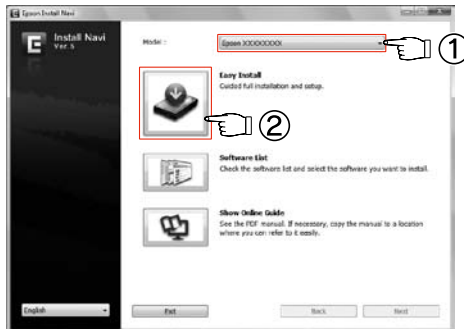 Epson Install Navi
Install Navi
Ver. 5
Model :
Epson XXXXXXXXX
1
Easy Install
Guided full installation and setup.
2
Software List
Check the software list and select the software you want to install.
Show Online Guide
See the PDF manual. If necessary, copy the manual to a location
where you can refer to it easily.
English
Exit
Back
Next